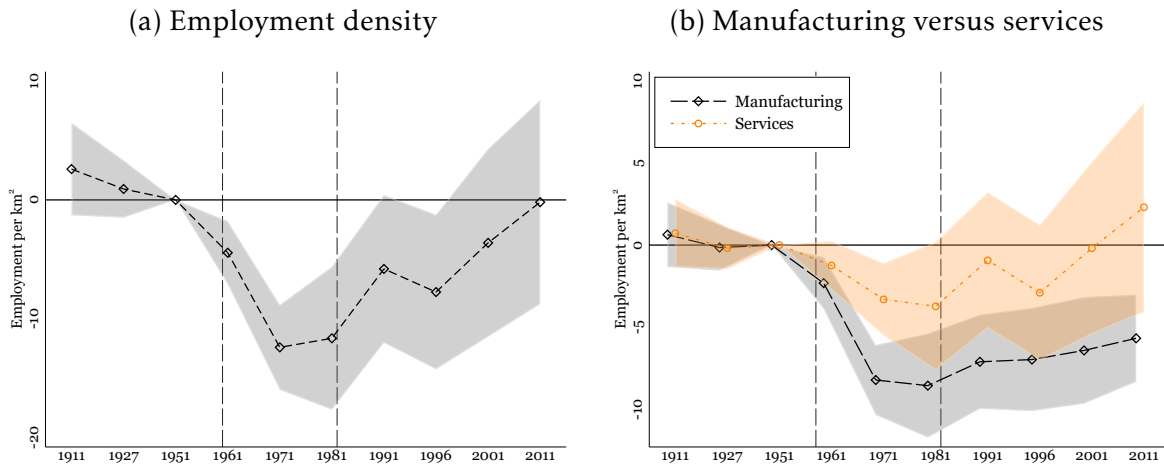 (a) Employment density
Employment per km²
10
0
-10
-20
1911 1927 1951 1961 1971 1981 1991 1996 2001 2011
(b) Manufacturing versus services
Manufacturing
Services
Employment per km²
10
5
0
-5
-10
1911 1927 1951 1961 1971 1981 1991 1996 2001 2011